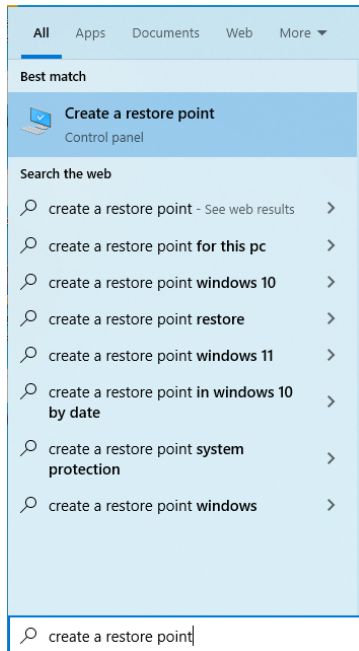 All Apps Documents Web More
Best match
Create a restore point
Control panel
Search the web
create a restore point - See web results
create a restore point for this pc
create a restore point windows 10
create a restore point restore
create a restore point windows 11
create a restore point in windows 10
by date
create a restore point system
protection
create a restore point windows
create a restore point